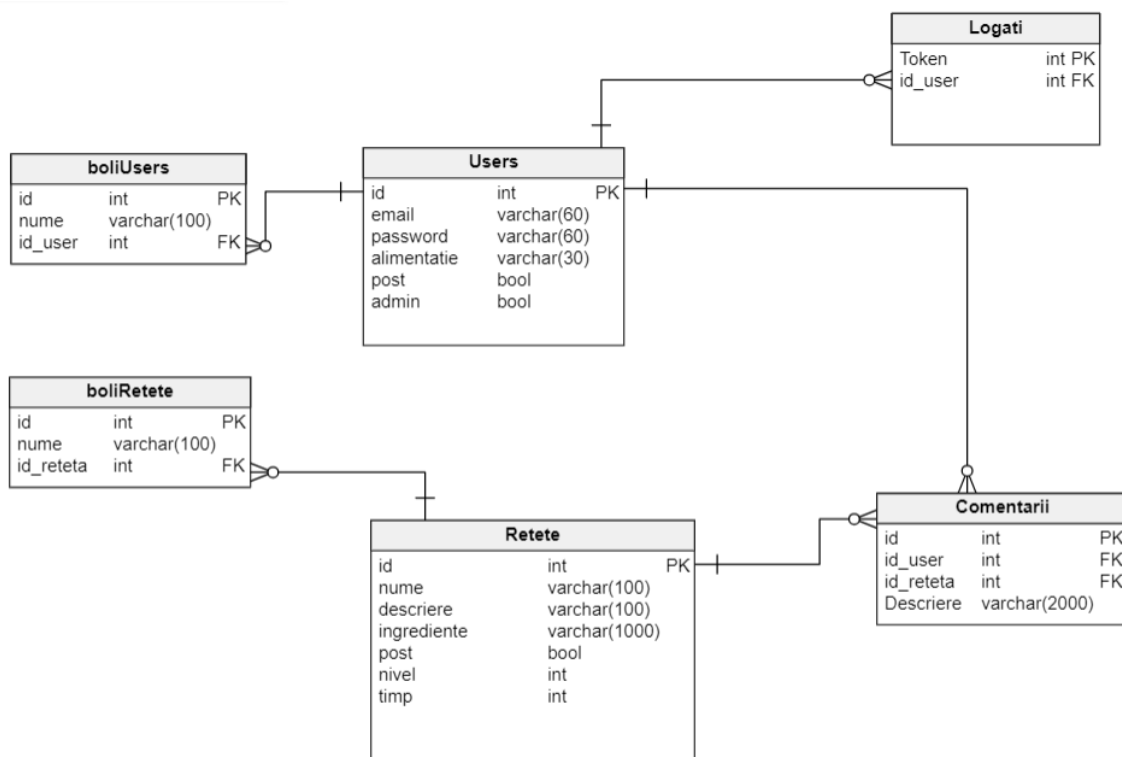 Logati
Token int PK
id_user int FK
boliUsers
id int PK
nume varchar(100)
id_user int FK
Users
id int PK
email varchar(60)
password varchar(60)
alimentatie varchar(30)
post bool
admin bool
boliRetete
id int PK
nume varchar(100)
id_reteta int FK
Retete
id int PK
nume varchar(100)
descriere varchar(100)
ingrediente varchar(1000)
post bool
nivel int
timp int
Comentarii
id int PK
id_user int FK
id_reteta int FK
Descriere varchar(2000)